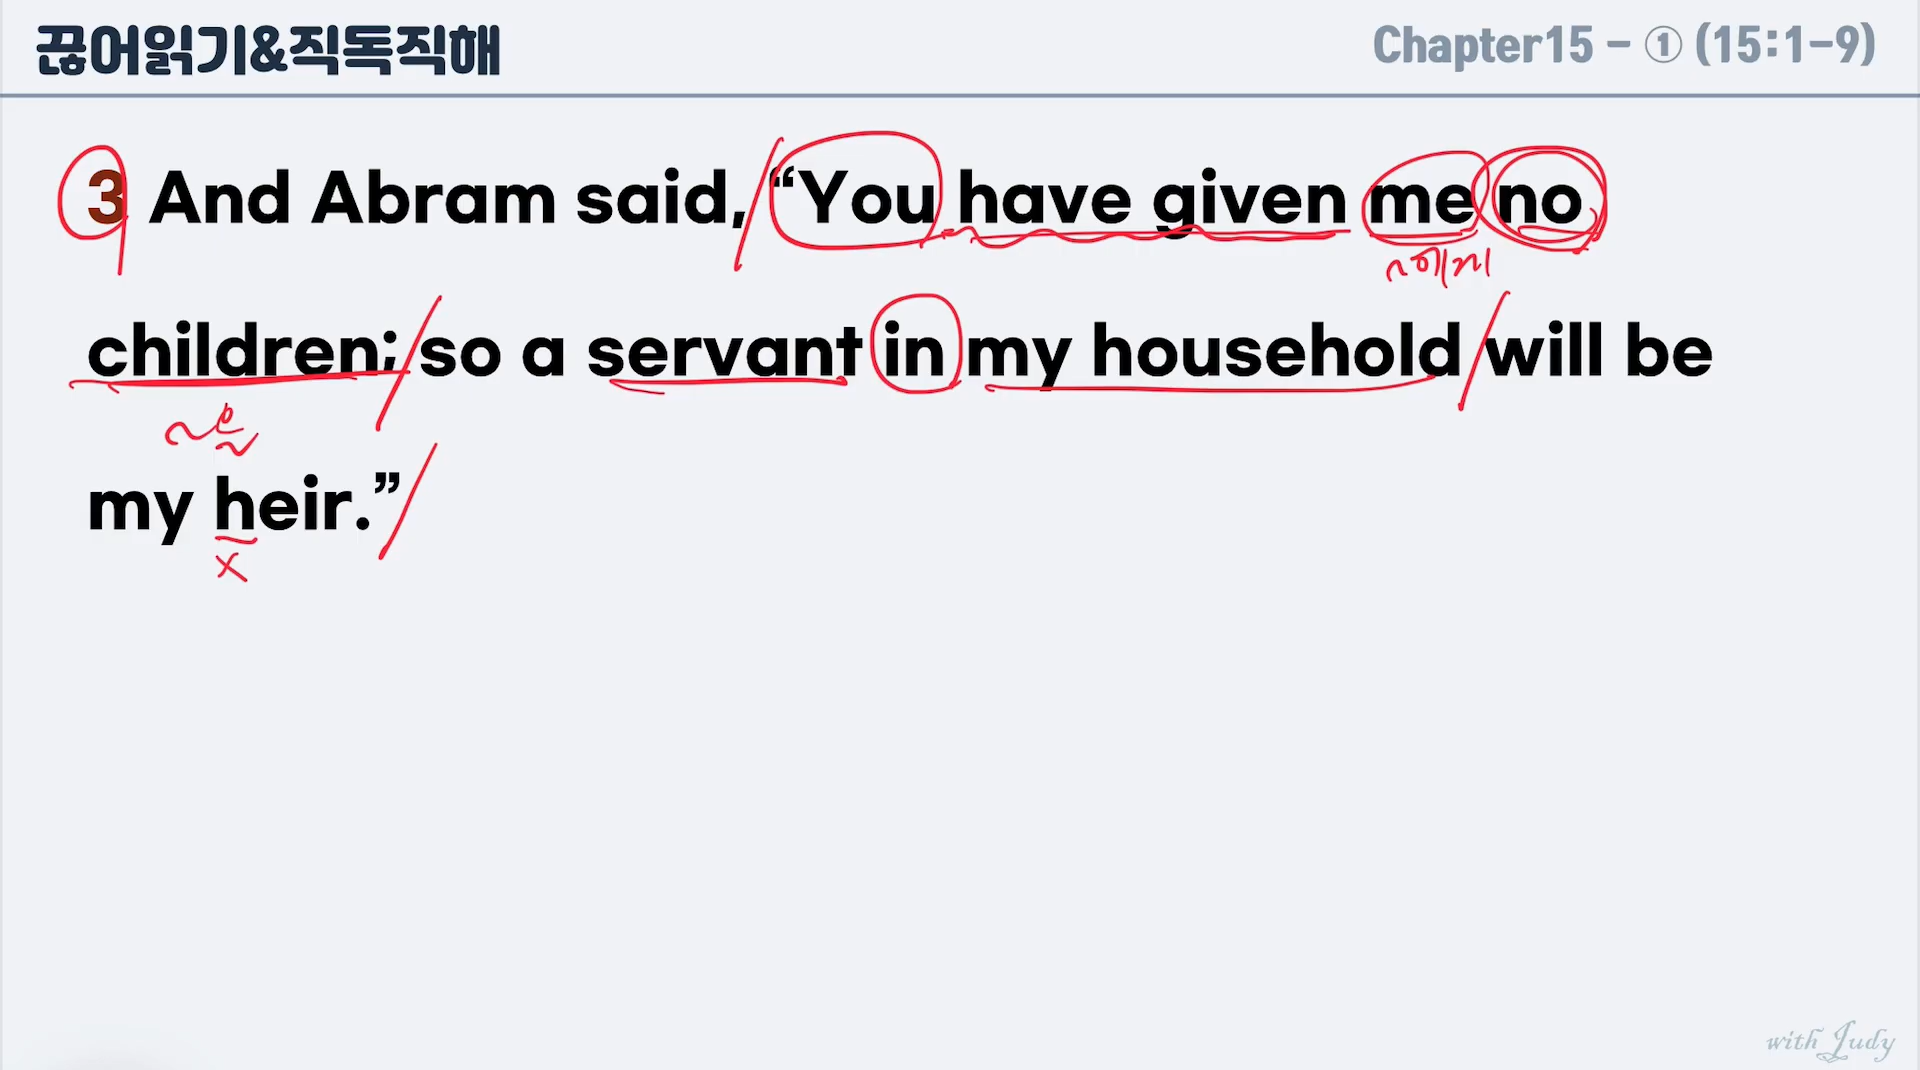 끊어읽기&직독직해
Chapter15 - ① (15:1-9)
3 And Abram said, “You have given me no
~에게
children; so a servant in my household will be
~을
my heir.”
x
with Judy